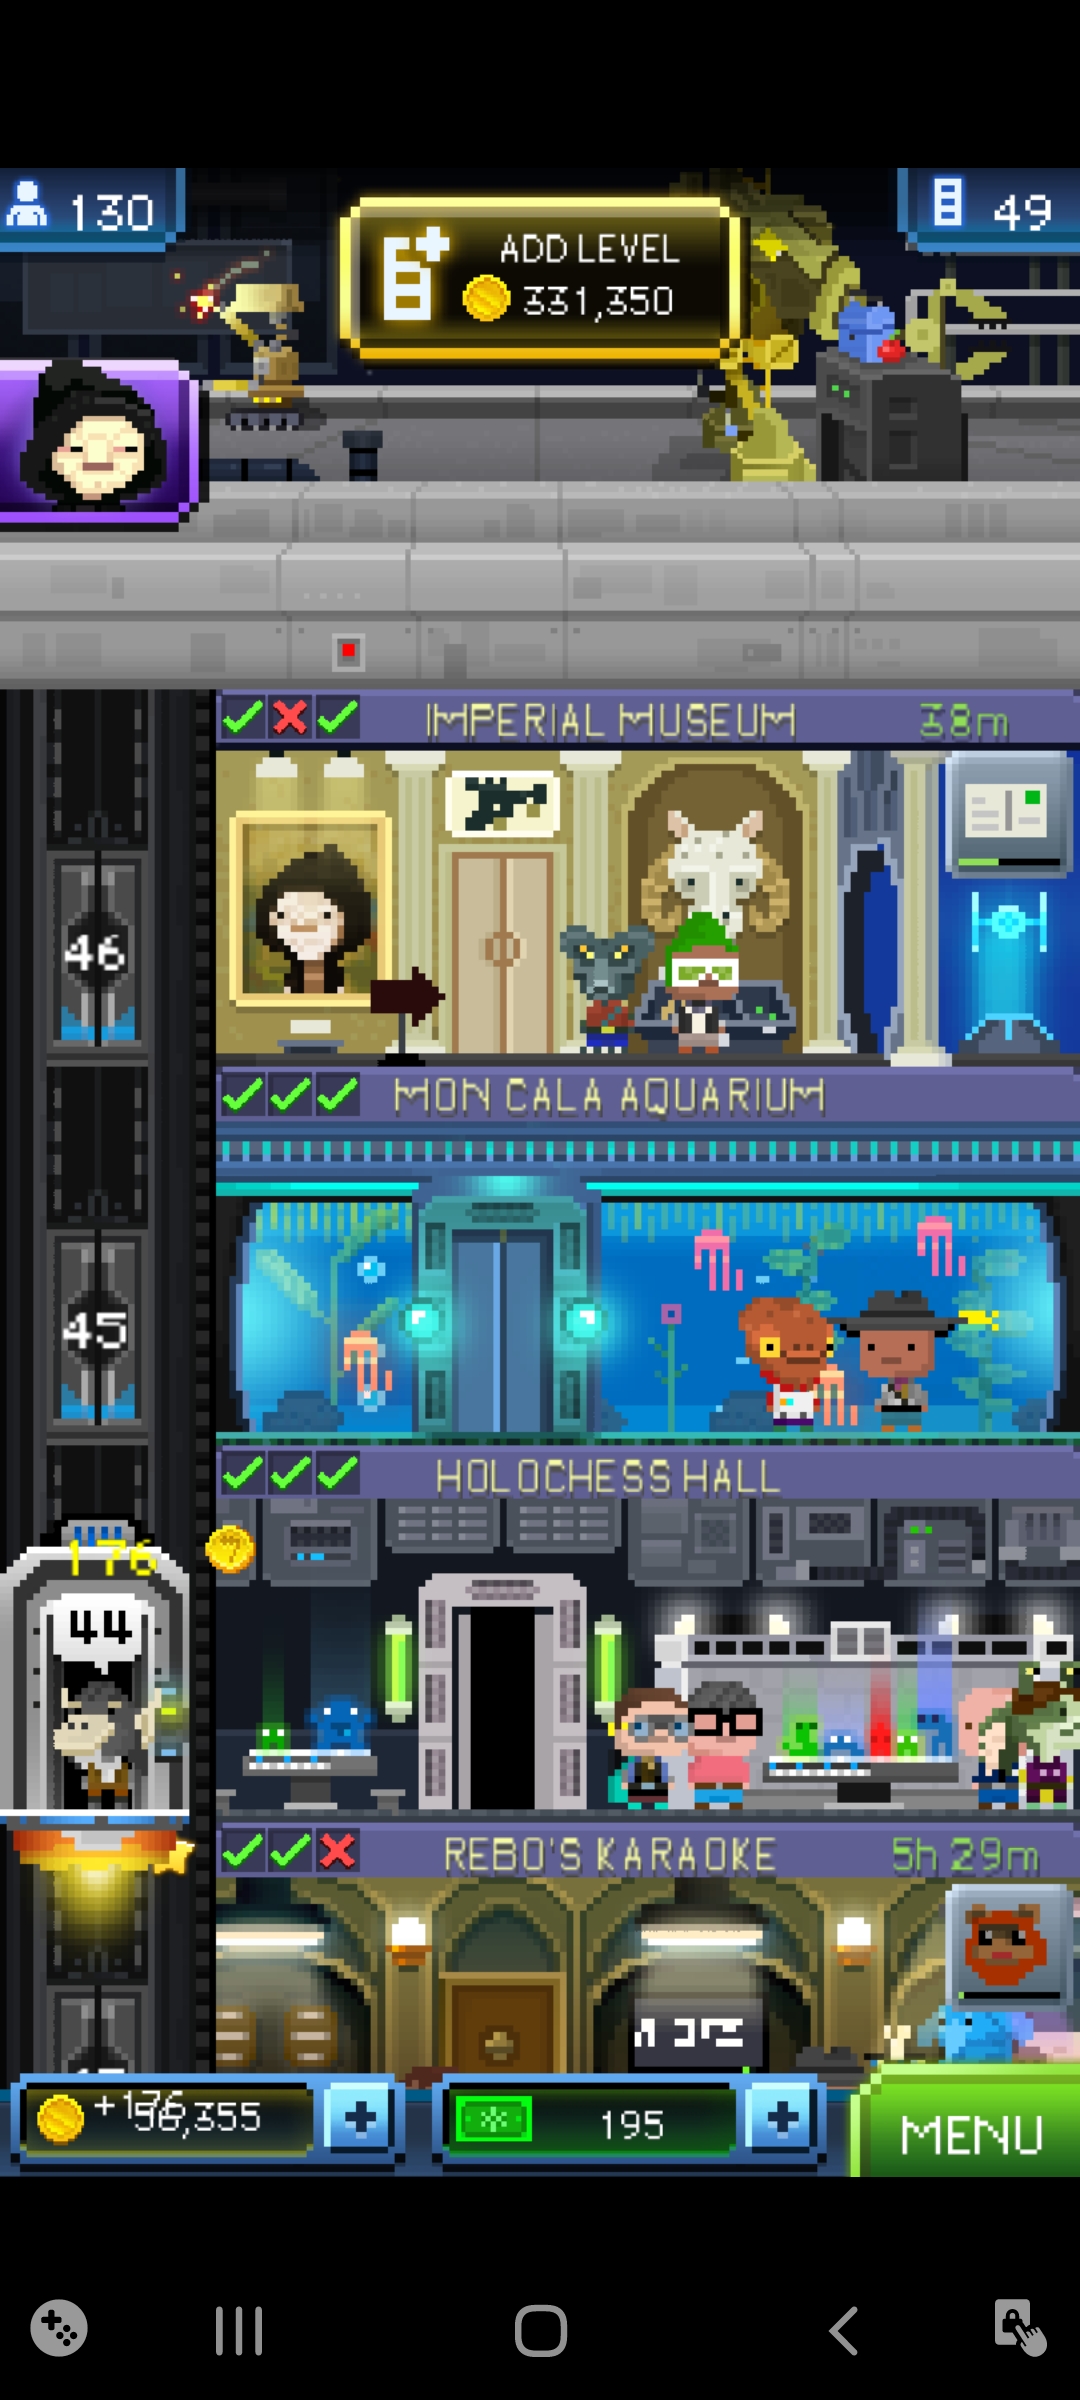 130
ADD LEVEL
331,350
49
IMPERIAL MUSEUM 38m
46
MON CALA AQUARIUM
45
HOLOCHESS HALL
176
44
REBO'S KARAOKE 5h 29m
+176
56,355
195
MENU